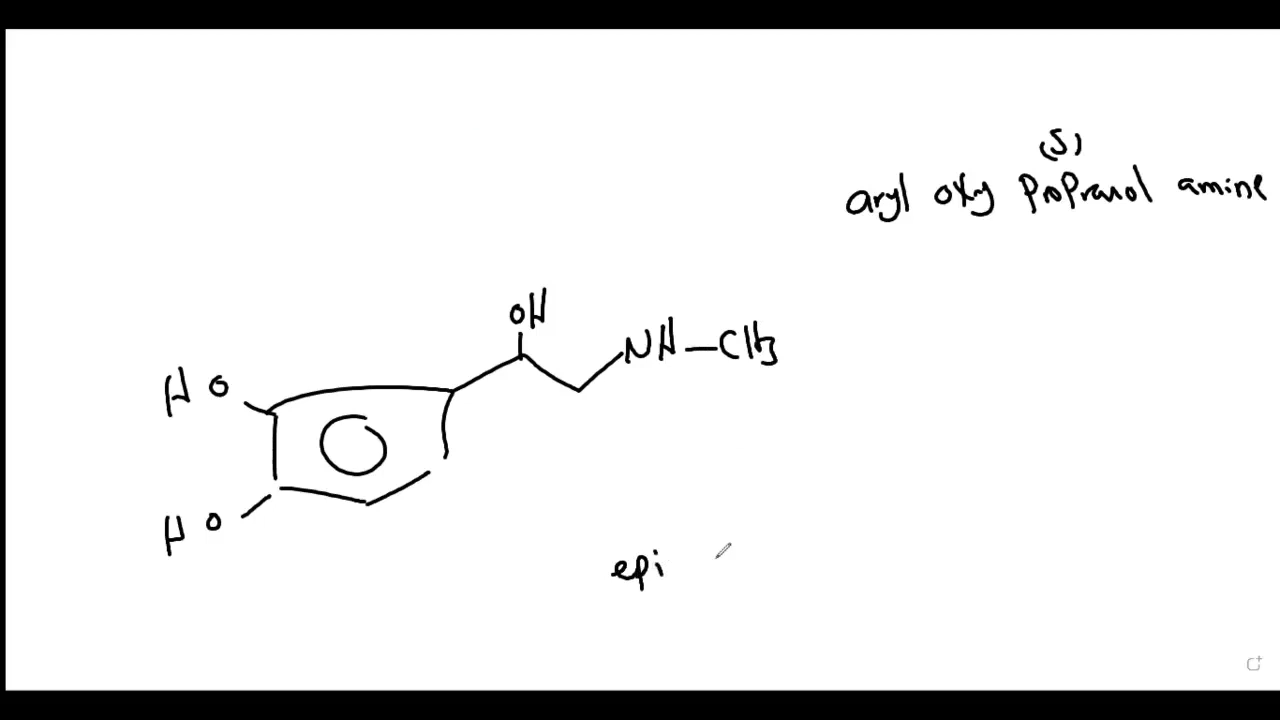 (S)
aryl oxy propranol amine
OH
NH-CH3
HO
HO
epi